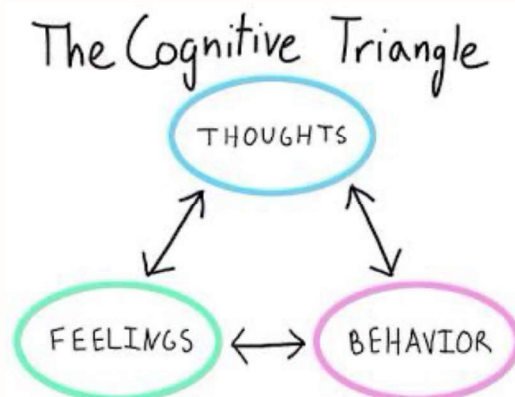 The Cognitive Triangle
THOUGHTS
FEELINGS
BEHAVIOR